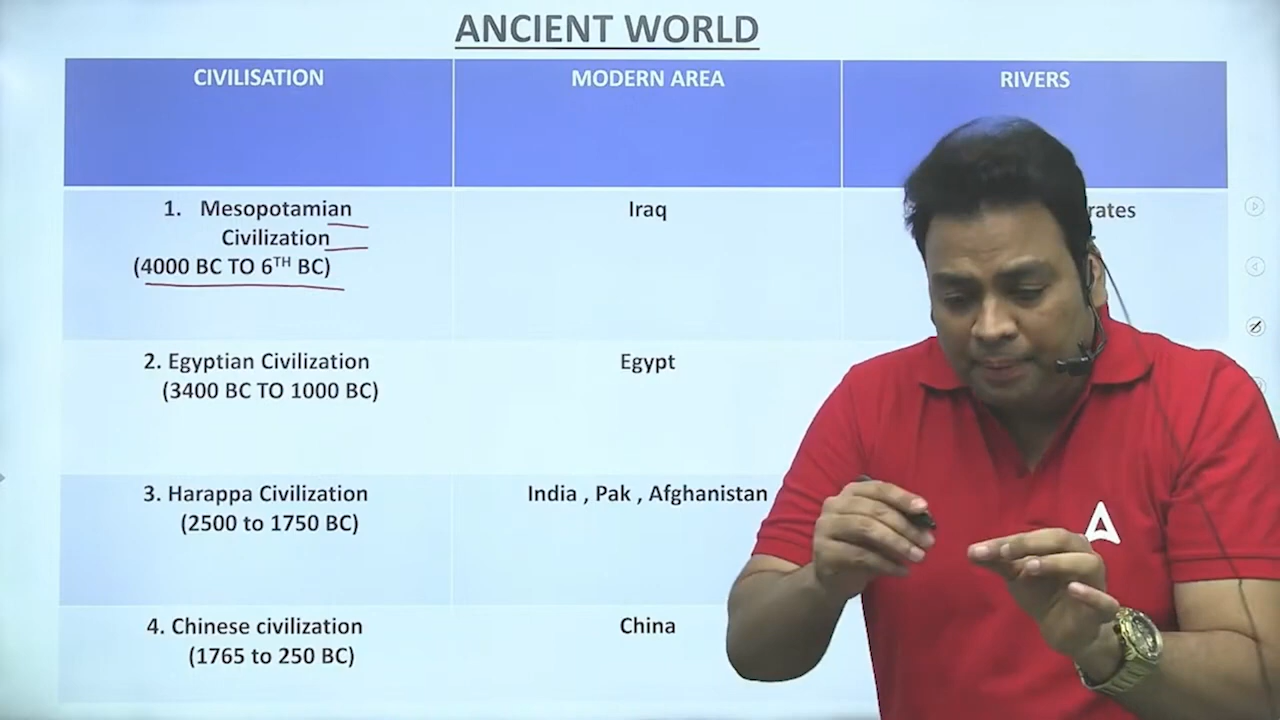 ANCIENT WORLD
CIVILISATION MODERN AREA RIVERS
1. Mesopotamian
Civilization
(4000 BC TO 6TH BC)
Iraq
rates
2. Egyptian Civilization
(3400 BC TO 1000 BC)
Egypt
3. Harappa Civilization
(2500 to 1750 BC)
India , Pak , Afghanistan
4. Chinese civilization
(1765 to 250 BC)
China